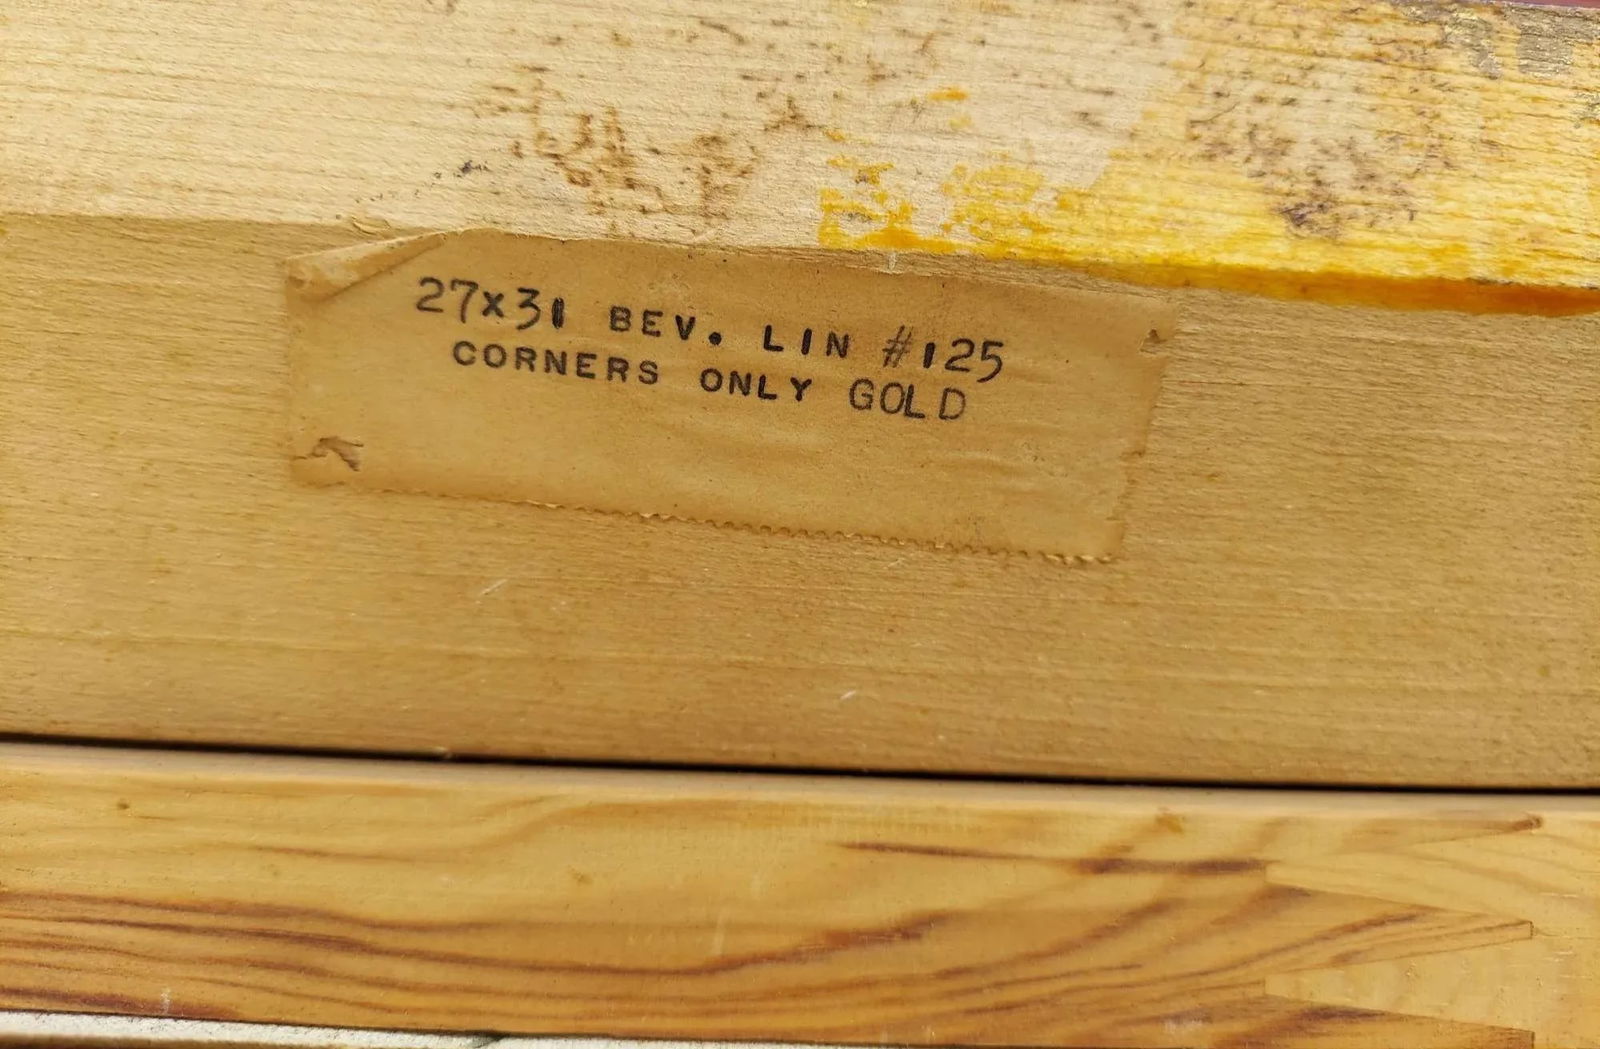 27x31 BEV. LIN #125
CORNERS ONLY GOLD